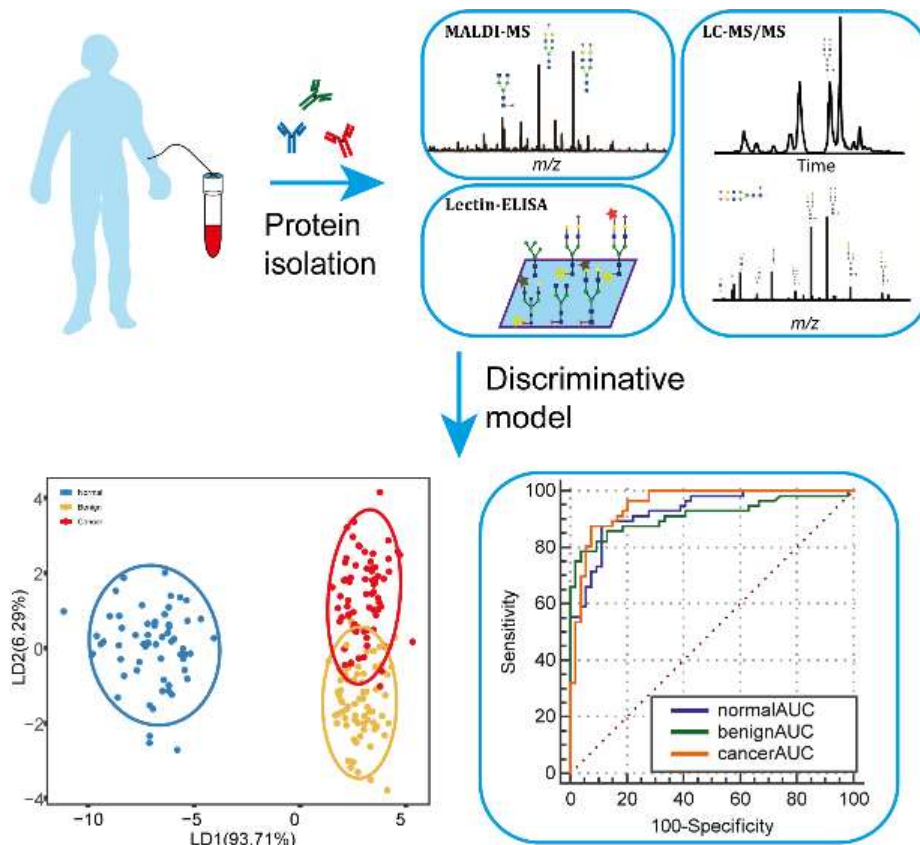 MALDI-MS
m/z
LC-MS/MS
Time
m/z
Protein
isolation
Lectin-ELISA
Discriminative
model
Normal
Benign
Cancer
4
2
0
−2
−4
−10
−5
0
5
LD2(6.29%)
LD1(93.71%)
100
80
60
40
20
0
0
20
40
60
80
100
Sensitivity
100-Specificity
normalAUC
benignAUC
cancerAUC